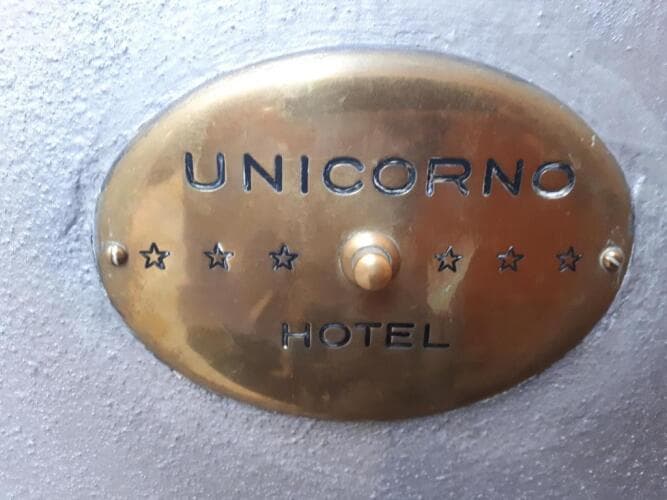 UNICORNO
☆ ☆ ☆ ☆ ☆ ☆
HOTEL